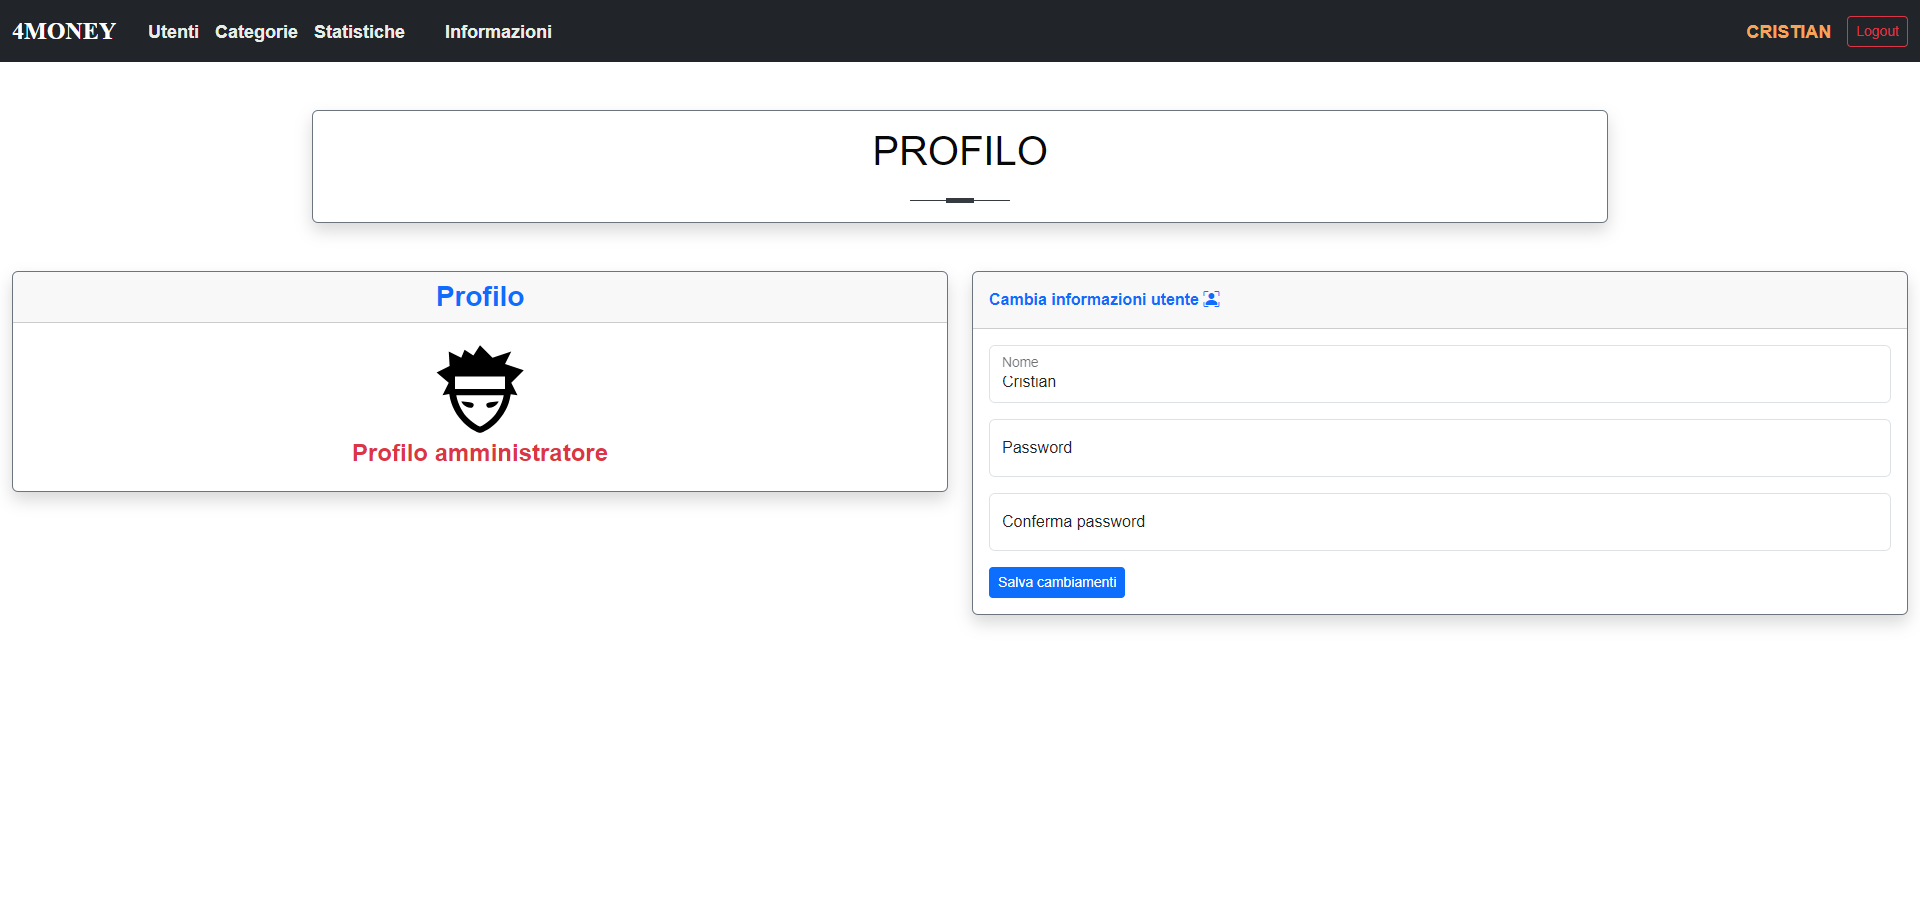 4MONEY Utenti Categorie Statistiche Informazioni CRISTIAN Logout
PROFILO
Profilo
Profilo amministratore
Cambia informazioni utente
Nome
Cristian
Password
Conferma password
Salva cambiamenti